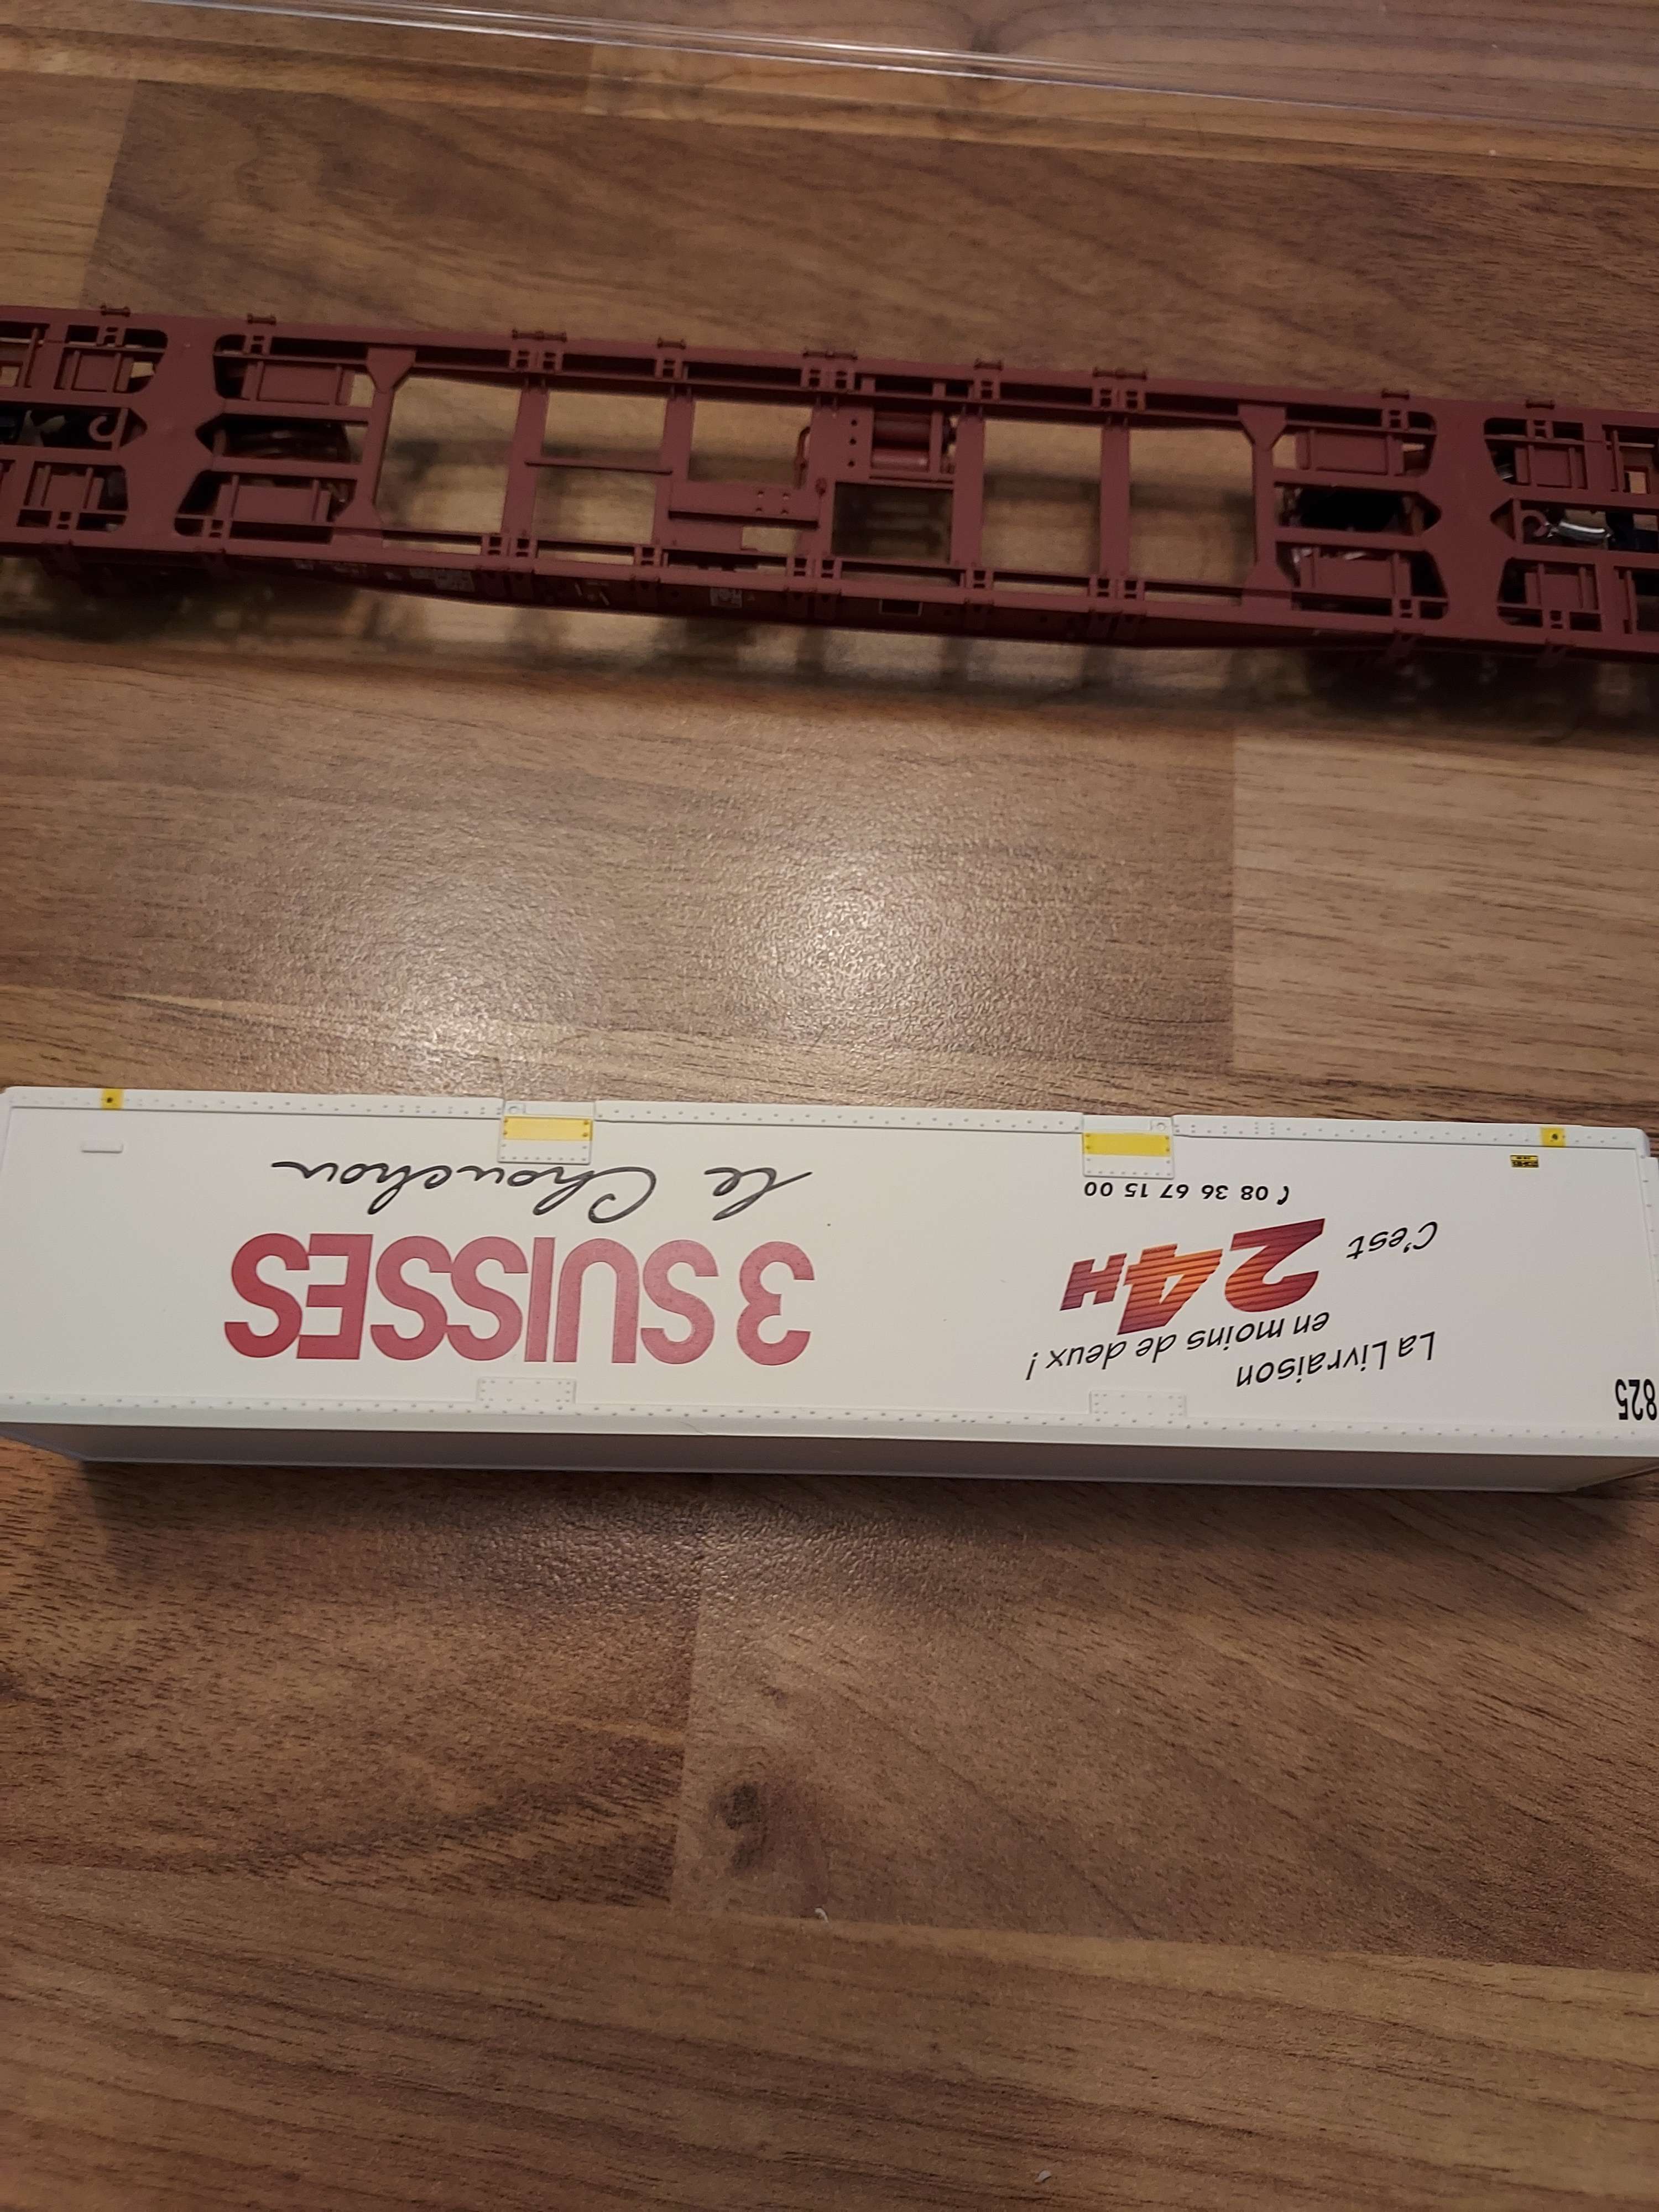 825
La Livraison
en moins de deux !
C'est 24H
08 36 67 15 00
3 SUISSES
le Chouchou